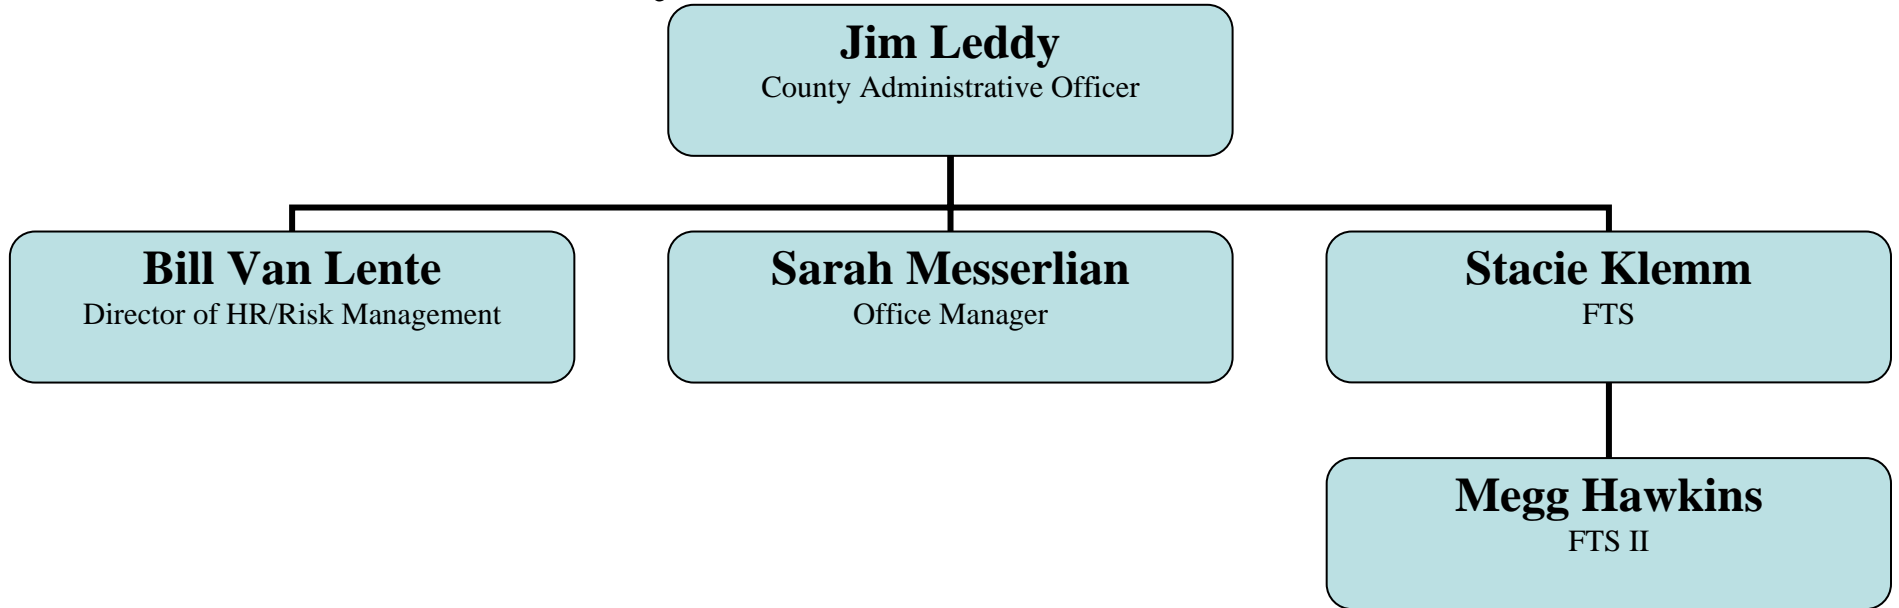 Jim Leddy
County Administrative Officer
Bill Van Lente
Director of HR/Risk Management
Sarah Messerlian
Office Manager
Stacie Klemm
FTS
Megg Hawkins
FTS II